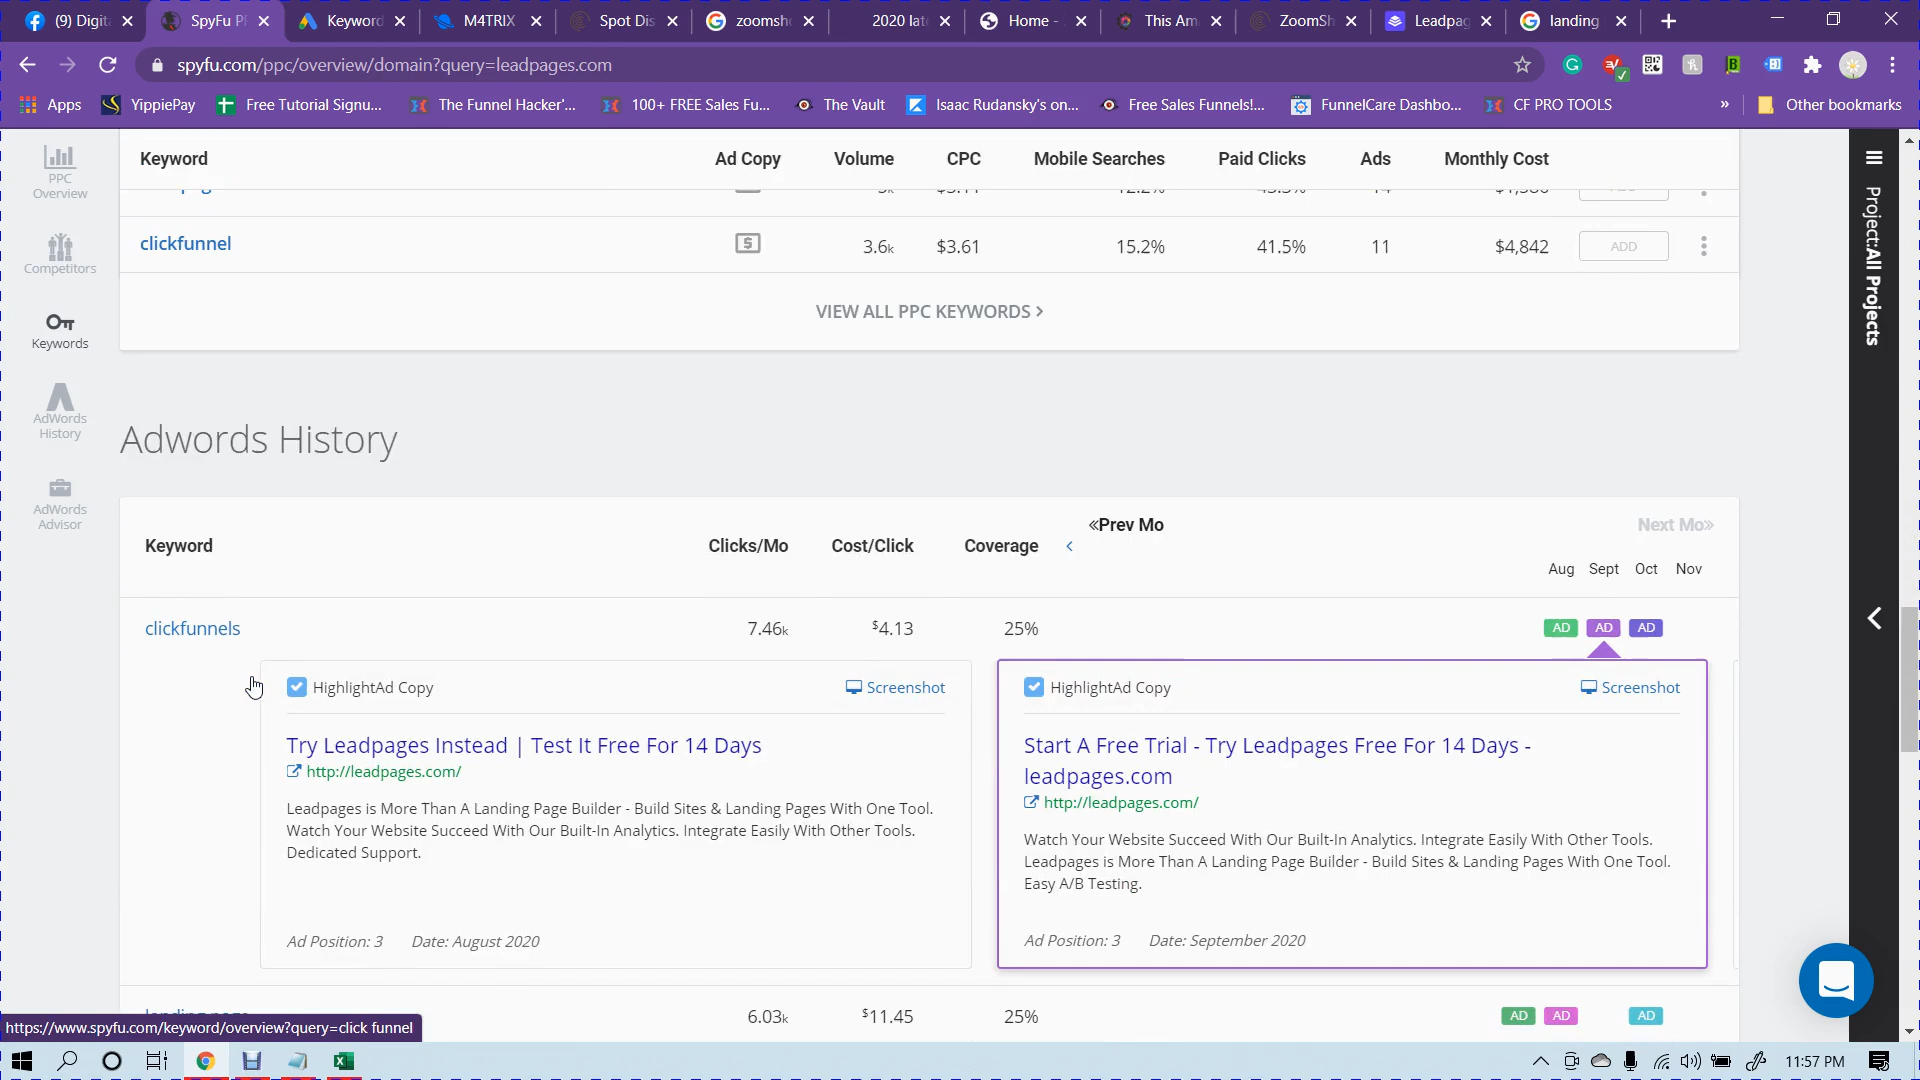 (9) Digita
SpyFu PP
Keyword
M4TRIX
Spot Dis
zoomsho
2020 late
Home -
This Am
ZoomSh
Leadpag
landing
spyfu.com/ppc/overview/domain?query=leadpages.com
Apps
YippiePay
Free Tutorial Signu...
The Funnel Hacker'...
100+ FREE Sales Fu...
The Vault
Isaac Rudansky's on...
Free Sales Funnels!...
FunnelCare Dashbo...
CF PRO TOOLS
»
Other bookmarks
PPC
Overview
Competitors
Keywords
AdWords
History
AdWords
Advisor
Keyword Ad Copy Volume CPC Mobile Searches Paid Clicks Ads Monthly Cost
clickfunnel 3.6k $3.61 15.2% 41.5% 11 $4,842 ADD
VIEW ALL PPC KEYWORDS >
Project:All Projects
Adwords History
«Prev Mo Next Mo»
Keyword Clicks/Mo Cost/Click Coverage <
Aug Sept Oct Nov
clickfunnels 7.46k $4.13 25% AD AD AD
HighlightAd Copy Screenshot
Try Leadpages Instead | Test It Free For 14 Days
http://leadpages.com/
Leadpages is More Than A Landing Page Builder - Build Sites & Landing Pages With One Tool.
Watch Your Website Succeed With Our Built-In Analytics. Integrate Easily With Other Tools.
Dedicated Support.
Ad Position: 3 Date: August 2020
HighlightAd Copy Screenshot
Start A Free Trial - Try Leadpages Free For 14 Days -
leadpages.com
http://leadpages.com/
Watch Your Website Succeed With Our Built-In Analytics. Integrate Easily With Other Tools.
Leadpages is More Than A Landing Page Builder - Build Sites & Landing Pages With One Tool.
Easy A/B Testing.
Ad Position: 3 Date: September 2020
6.03k $11.45 25% AD AD AD
https://www.spyfu.com/keyword/overview?query=click funnel
11:57 PM